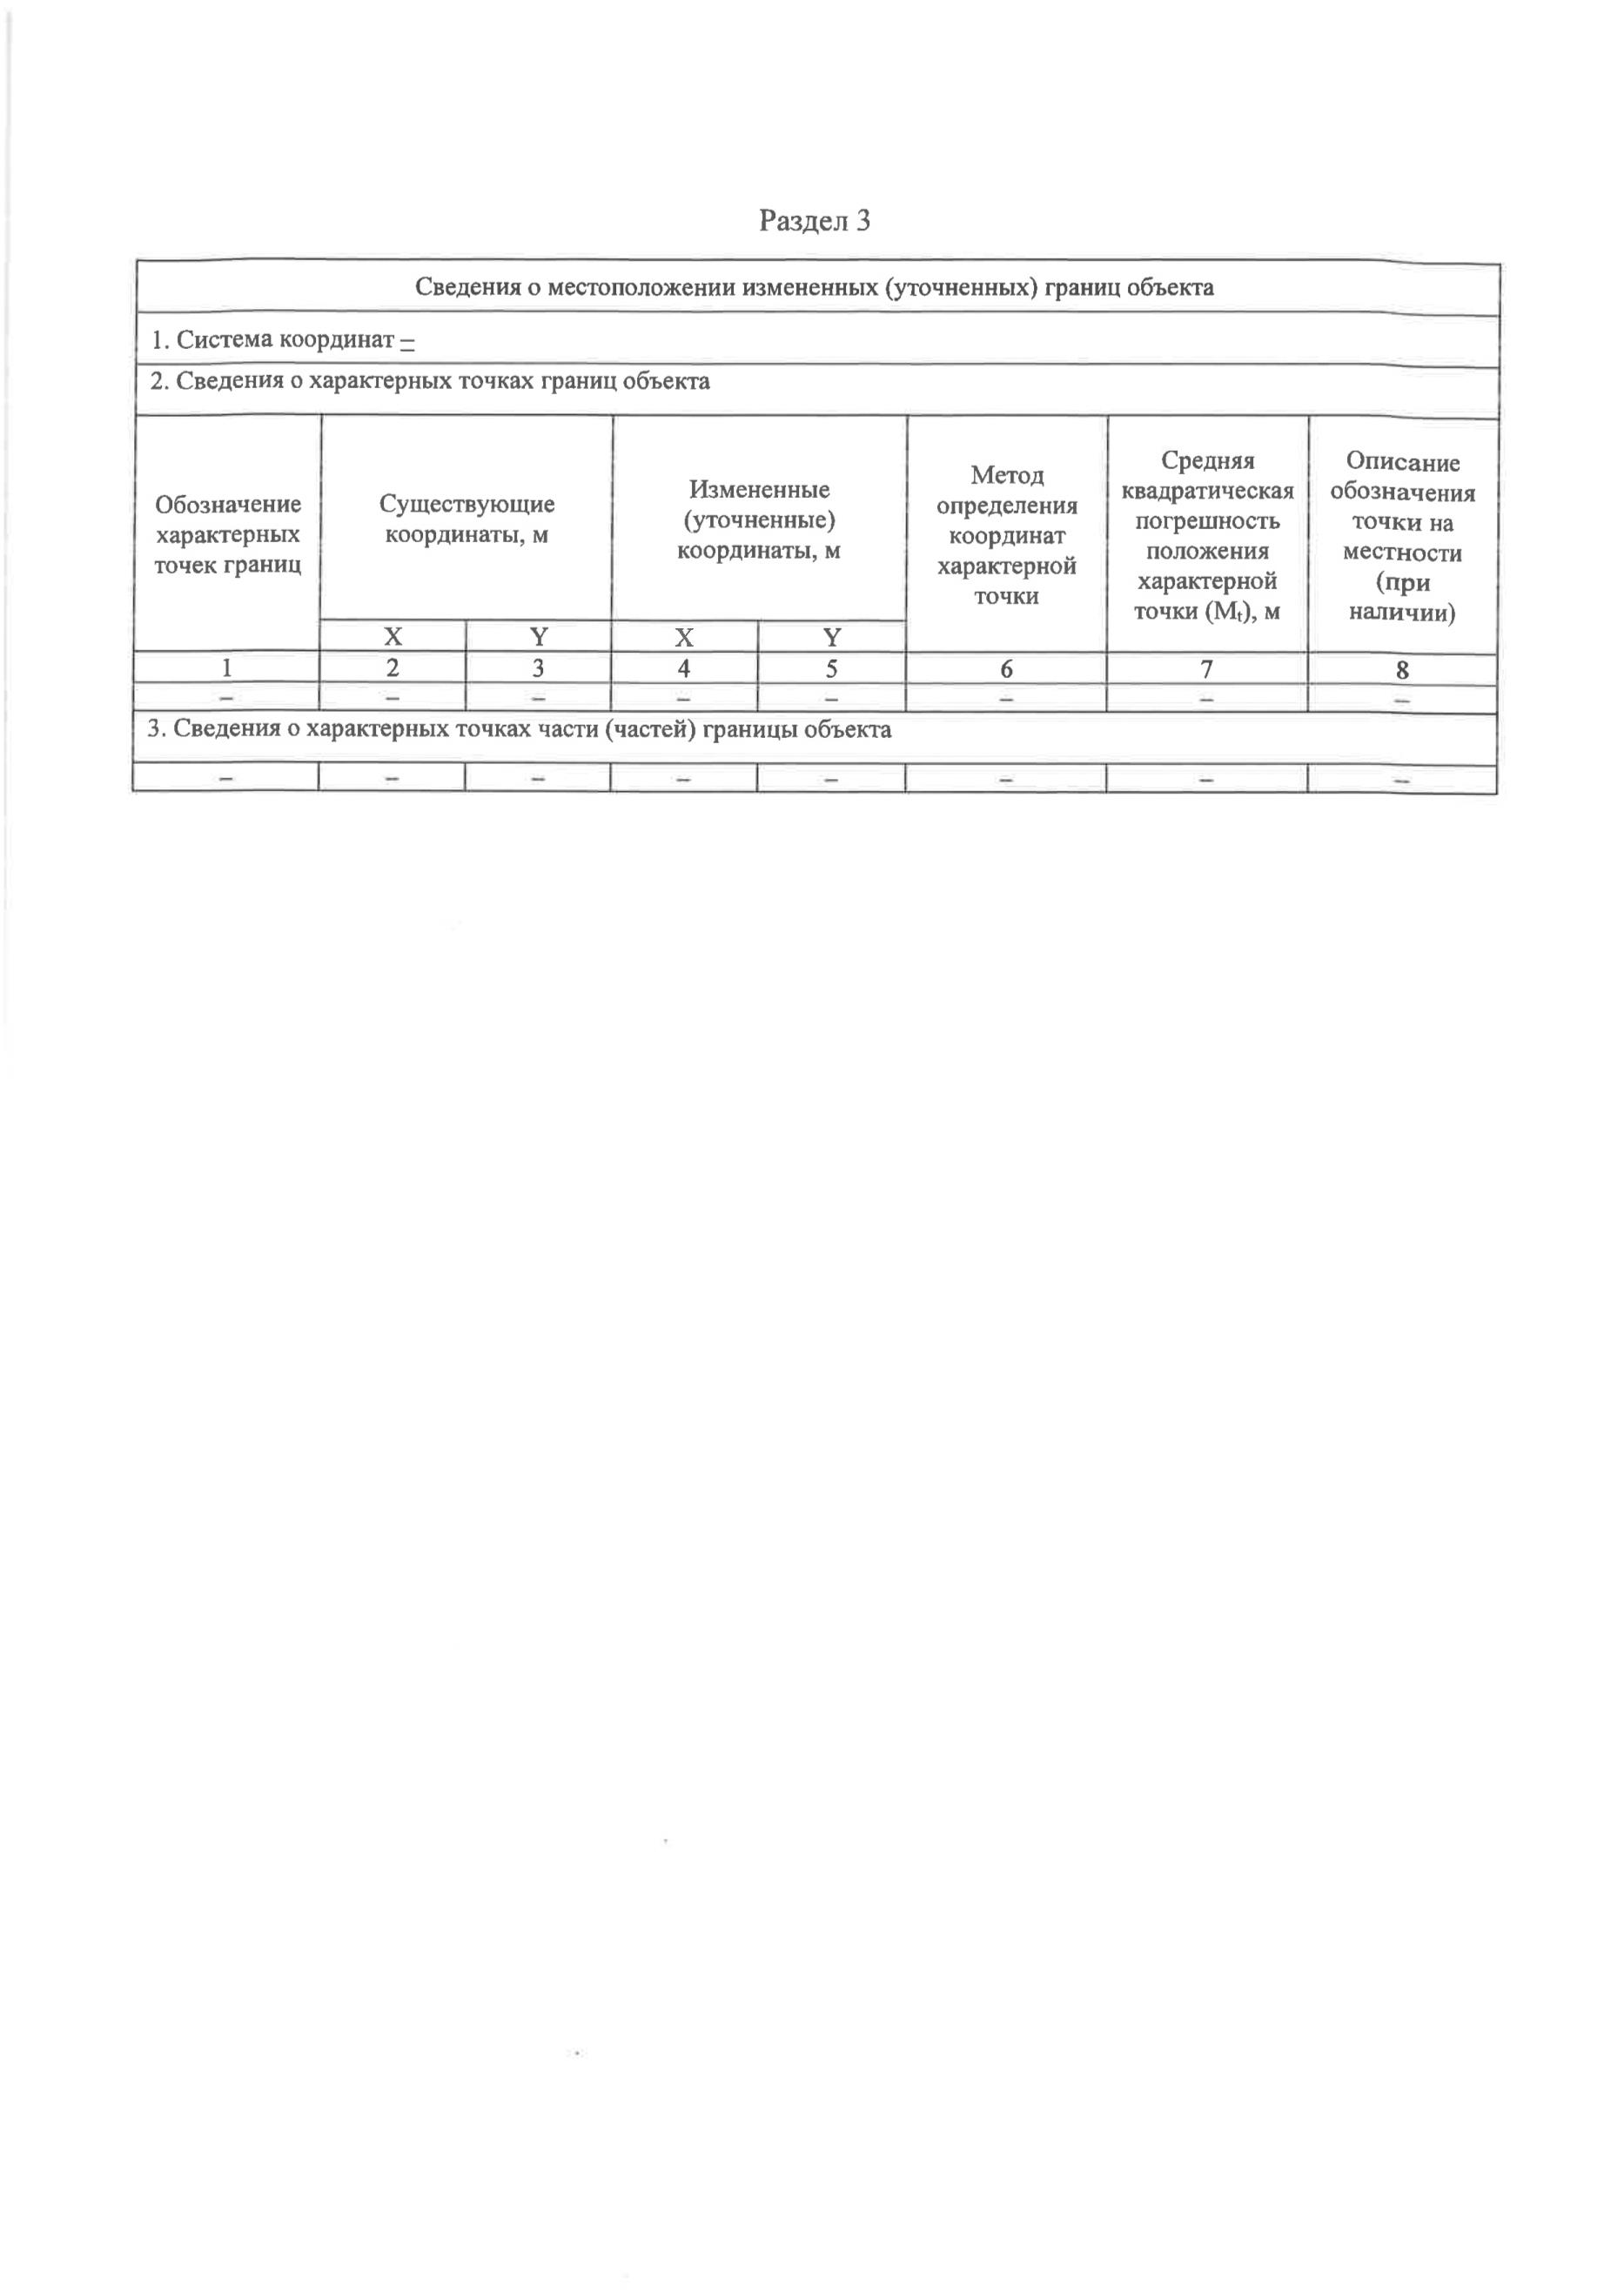 Раздел 3
Сведения о местоположении измененных (уточненных) границ объекта
1. Система координат –
2. Сведения о характерных точках границ объекта
Обозначение
характерных
точек границ
Существующие
координаты, м
Измененные
(уточненные)
координаты, м
Метод
определения
координат
характерной
точки
Средняя
квадратическая
погрешность
положения
характерной
точки (Mt), м
Описание
обозначения
точки на
местности
(при
наличии)
X Y X Y
1 2 3 4 5 6 7 8
– – – – – – – –
3. Сведения о характерных точках части (частей) границы объекта
– – – – – – – –